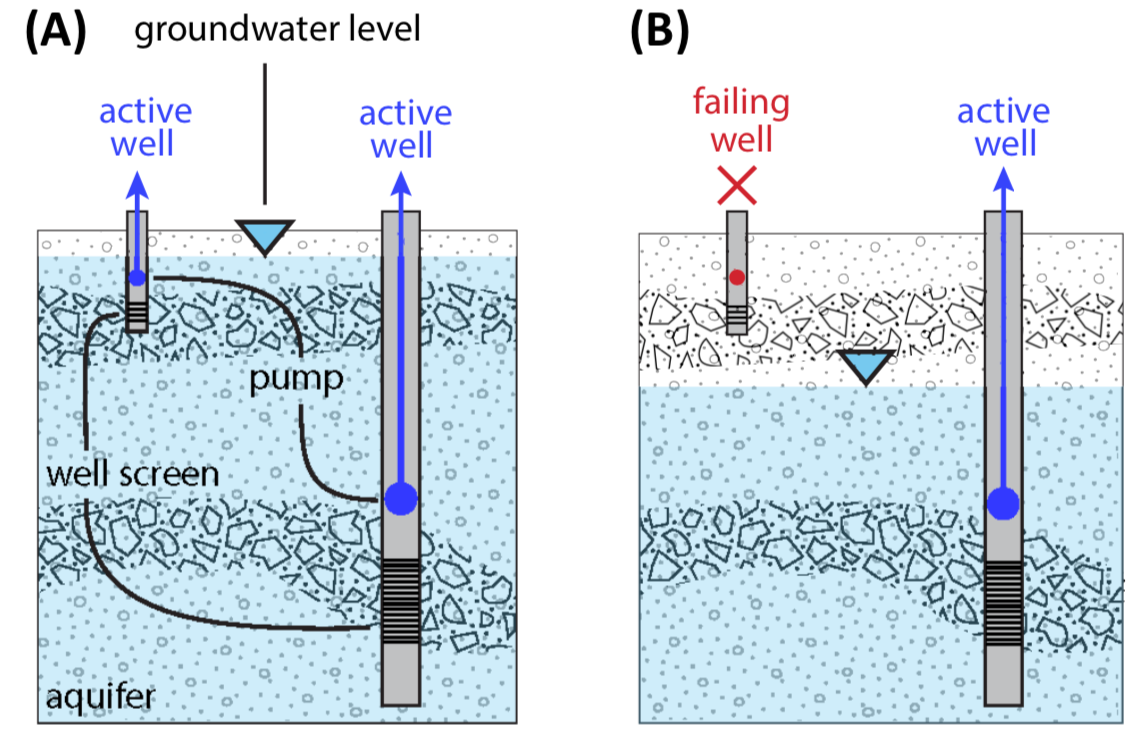 (A)
groundwater level
active
well
active
well
pump
well screen
aquifer
(B)
failing
well
active
well